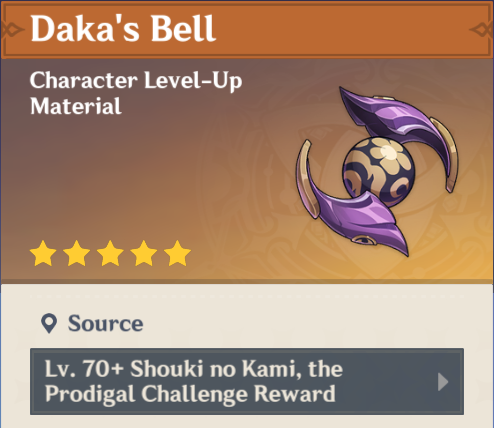 Daka's Bell
Character Level-Up
Material
Source
Lv. 70+ Shouki no Kami, the
Prodigal Challenge Reward